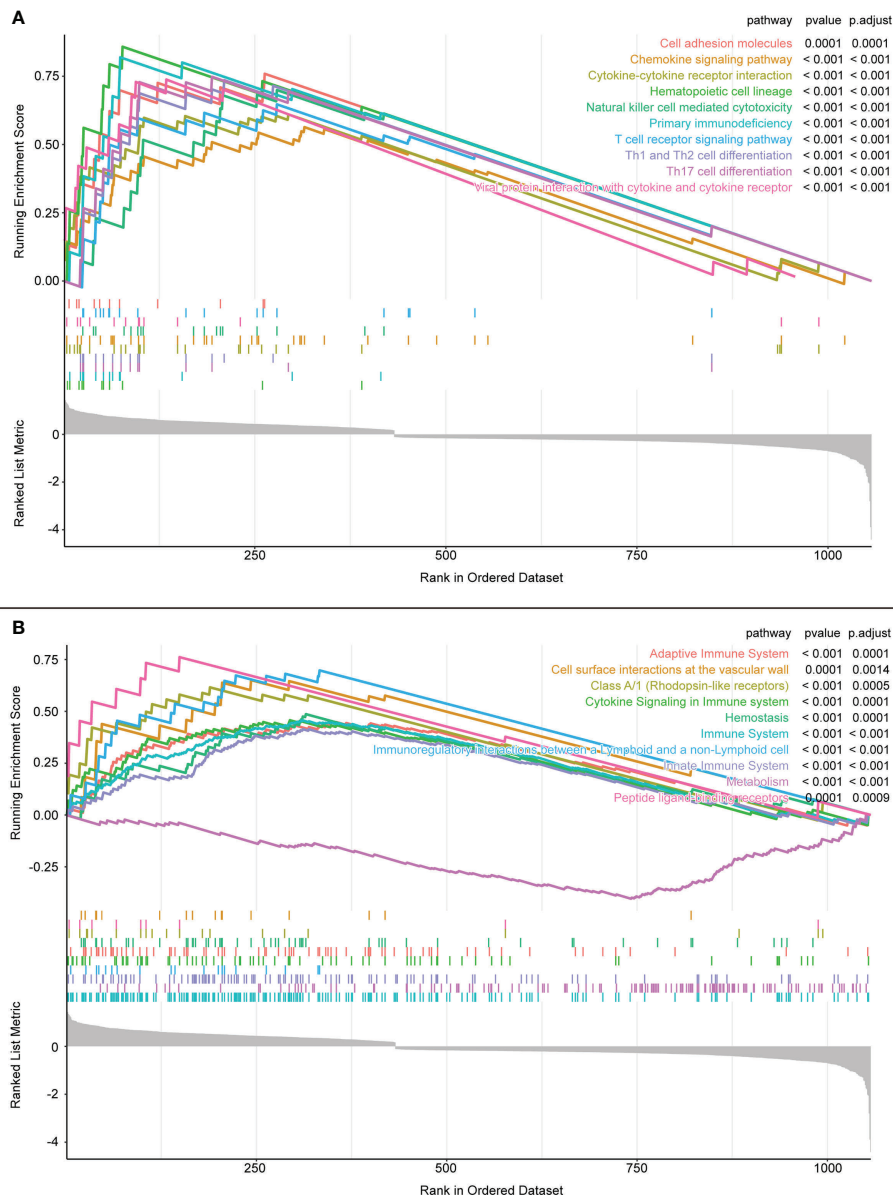 A
pathway pvalue p.adjust
Cell adhesion molecules 0.0001 0.0001
Chemokine signaling pathway < 0.001 < 0.001
Cytokine-cytokine receptor interaction < 0.001 < 0.001
Hematopoietic cell lineage < 0.001 < 0.001
Natural killer cell mediated cytotoxicity < 0.001 < 0.001
Primary immunodeficiency < 0.001 < 0.001
T cell receptor signaling pathway < 0.001 < 0.001
Th1 and Th2 cell differentiation < 0.001 < 0.001
Th17 cell differentiation < 0.001 < 0.001
Viral protein interaction with cytokine and cytokine receptor < 0.001 < 0.001
Running Enrichment Score
0.75
0.50
0.25
0.00
Ranked List Metric
0
-2
-4
250 500 750 1000
Rank in Ordered Dataset
B
pathway pvalue p.adjust
Adaptive Immune System < 0.001 0.0001
Cell surface interactions at the vascular wall 0.0001 0.0014
Class A/1 (Rhodopsin-like receptors) < 0.001 0.0005
Cytokine Signaling in Immune system < 0.001 0.0001
Hemostasis < 0.001 0.0001
Immune System < 0.001 < 0.001
Immunoregulatory interactions between a Lymphoid and a non-Lymphoid cell < 0.001 < 0.001
Innate Immune System < 0.001 < 0.001
Metabolism < 0.001 < 0.001
Peptide ligand-binding receptors 0.0001 0.0009
Running Enrichment Score
0.75
0.50
0.25
0.00
-0.25
Ranked List Metric
0
-2
-4
250 500 750 1000
Rank in Ordered Dataset